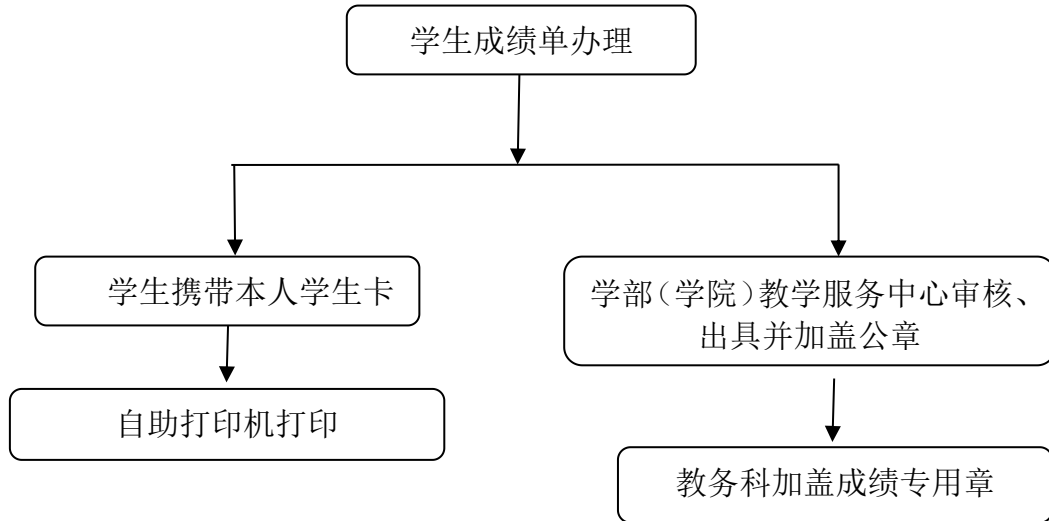 学生成绩单办理
学生携带本人学生卡
学部（学院）教学服务中心审核、
出具并加盖公章
自助打印机打印
教务科加盖成绩专用章